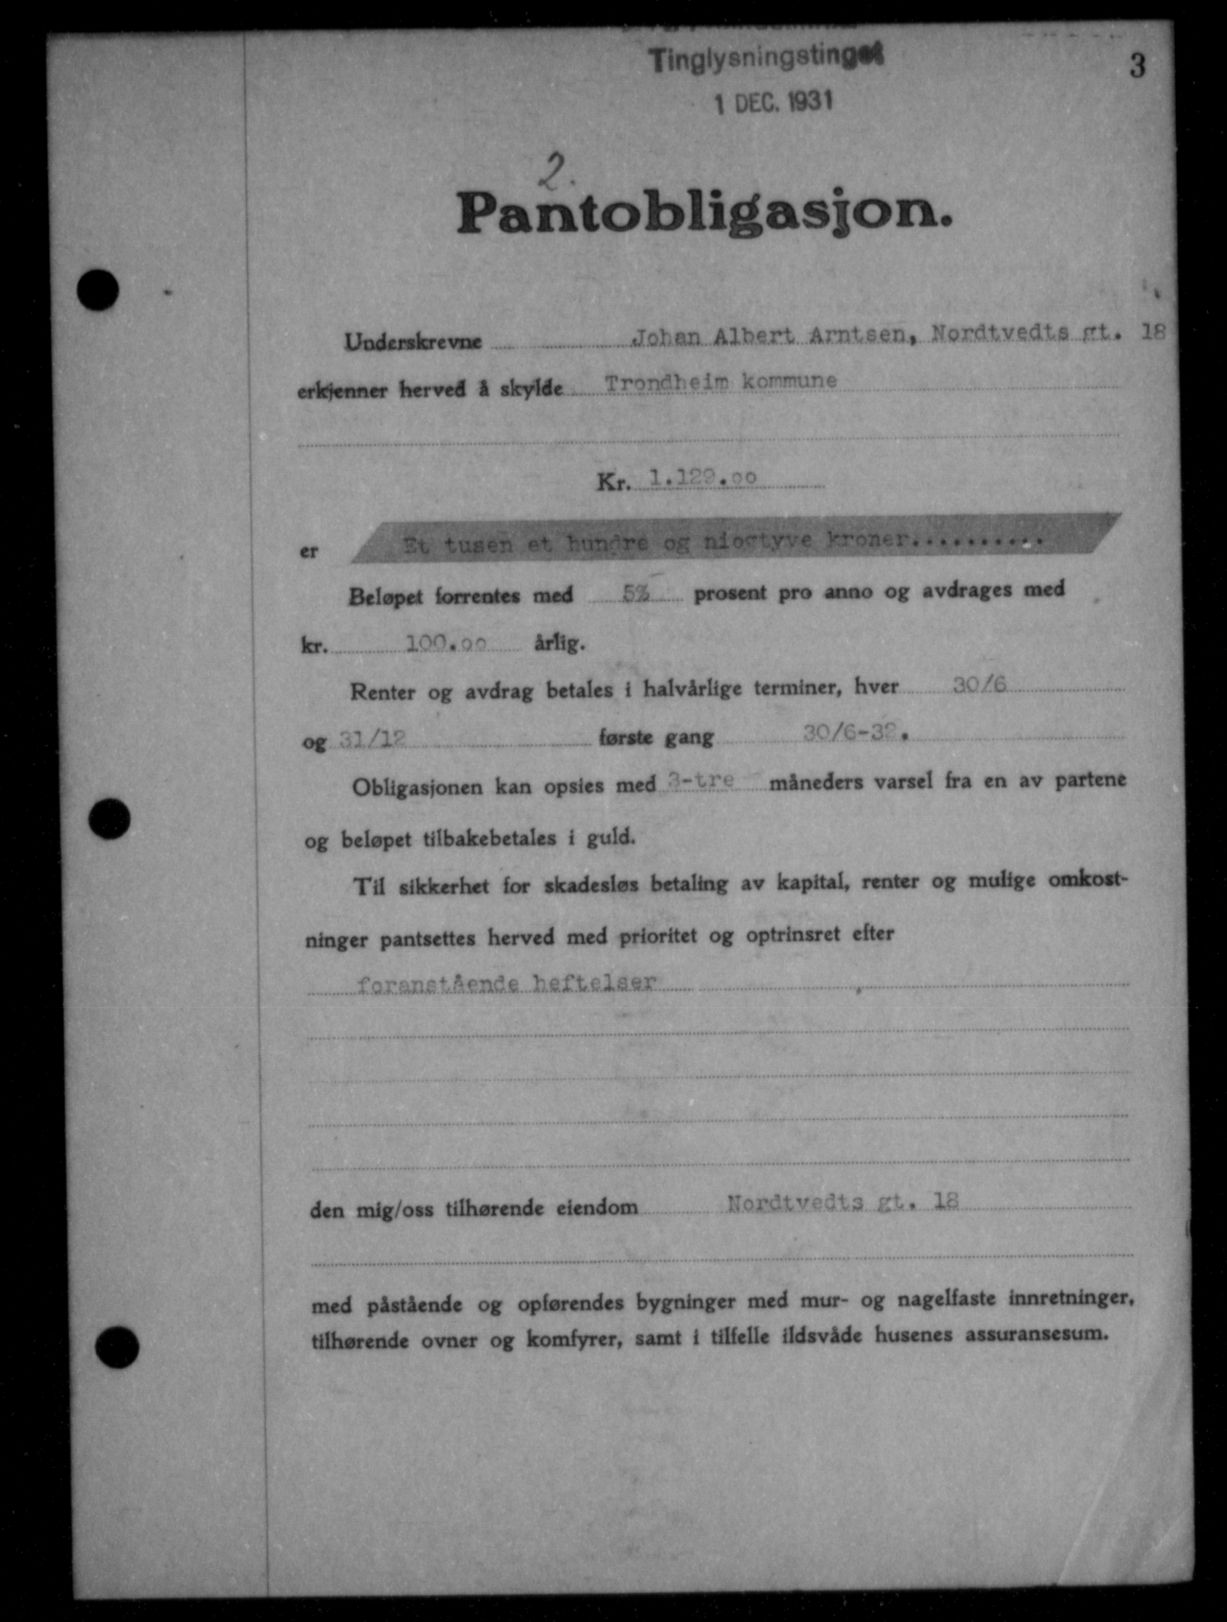 Tinglysningstinget
3
1 DEC. 1931
2.
Pantobligasjon.
Underskrevne Johan Albert Arntsen, Nordtvedts gt. 18
erkjenner herved å skylde Trondheim kommune
Kr. 1.129.oo
er Et tusen et hundre og niogtyve kroner..........
Beløpet forrentes med 5% prosent pro anno og avdrages med
kr. 100.oo årlig.
Renter og avdrag betales i halvårlige terminer, hver 30/6
og 31/12 første gang 30/6-32.
Obligasjonen kan opsies med 3-tre måneders varsel fra en av partene
og beløpet tilbakebetales i guld.
Til sikkerhet for skadesløs betaling av kapital, renter og mulige omkost-
ninger pantsettes herved med prioritet og optrinsret efter
foranstående heftelser
den mig/oss tilhørende eiendom Nordtvedts gt. 18
med påstående og opførendes bygninger med mur- og nagelfaste innretninger,
tilhørende ovner og komfyrer, samt i tilfelle ildsvåde husenes assuransesum.